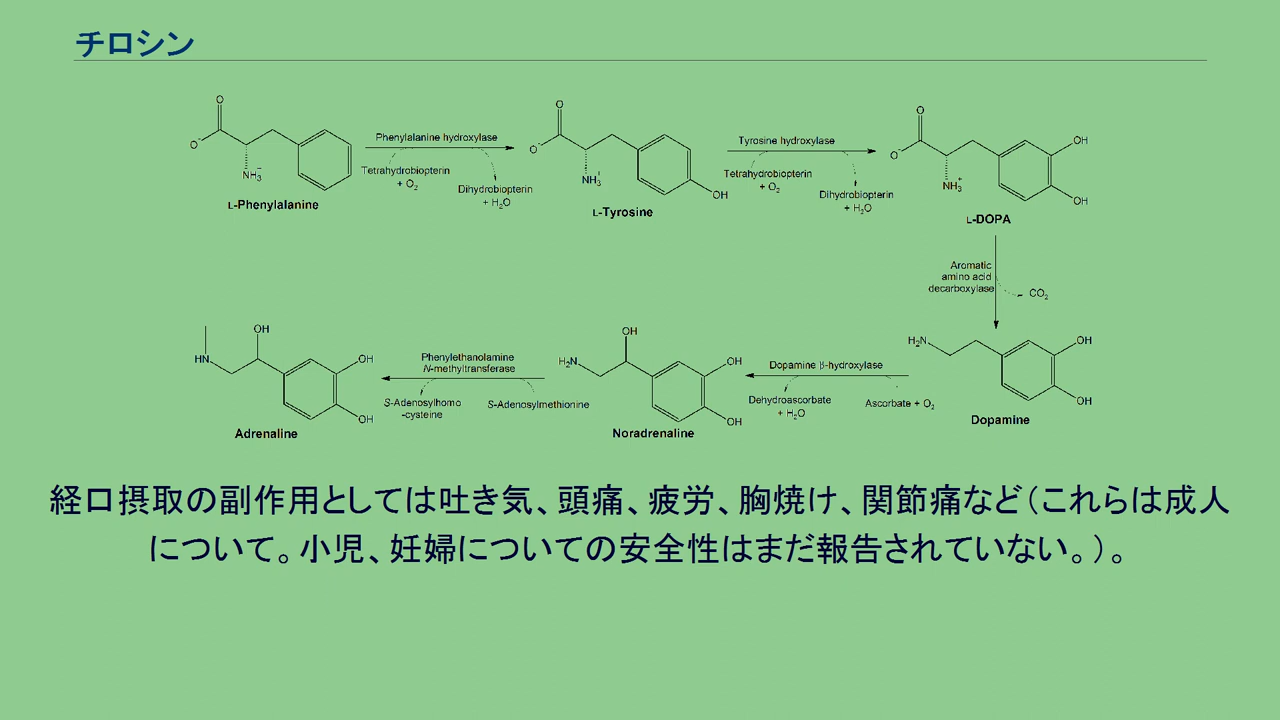 チロシン
O
O⁻
NH₃⁺
L-Phenylalanine
Phenylalanine hydroxylase
Tetrahydrobiopterin
+ O₂
Dihydrobiopterin
+ H₂O
O
O⁻
NH₃⁺
OH
L-Tyrosine
Tyrosine hydroxylase
Tetrahydrobiopterin
+ O₂
Dihydrobiopterin
+ H₂O
O
O⁻
NH₃⁺
OH
OH
L-DOPA
Aromatic
amino acid
decarboxylase
CO₂
H₂N
OH
OH
Dopamine
Dopamine β-hydroxylase
Ascorbate + O₂
Dehydroascorbate
+ H₂O
OH
H₂N
OH
OH
Noradrenaline
Phenylethanolamine
N-methyltransferase
S-Adenosylmethionine
S-Adenosylhomo
-cysteine
OH
HN
OH
OH
Adrenaline
経口摂取の副作用としては吐き気、頭痛、疲労、胸焼け、関節痛など（これらは成人
について。小児、妊婦についての安全性はまだ報告されていない。）。